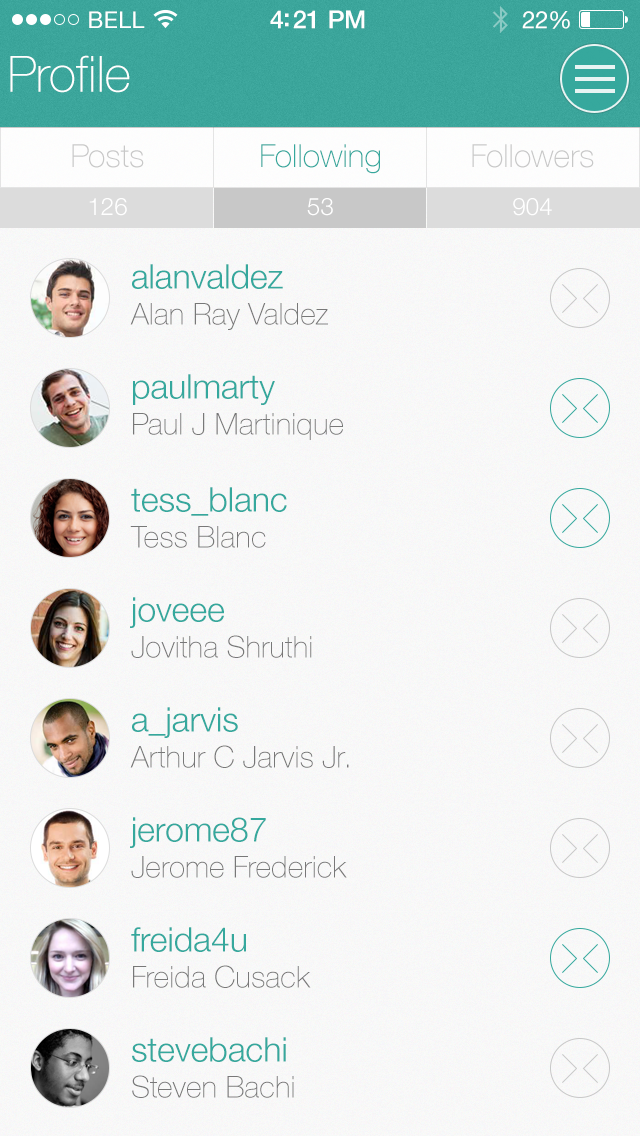 BELL 4:21 PM 22%
Profile
Posts Following Followers
126 53 904
alanvaldez
Alan Ray Valdez
paulmarty
Paul J Martinique
tess_blanc
Tess Blanc
joveee
Jovitha Shruthi
a_jarvis
Arthur C Jarvis Jr.
jerome87
Jerome Frederick
freida4u
Freida Cusack
stevebachi
Steven Bachi